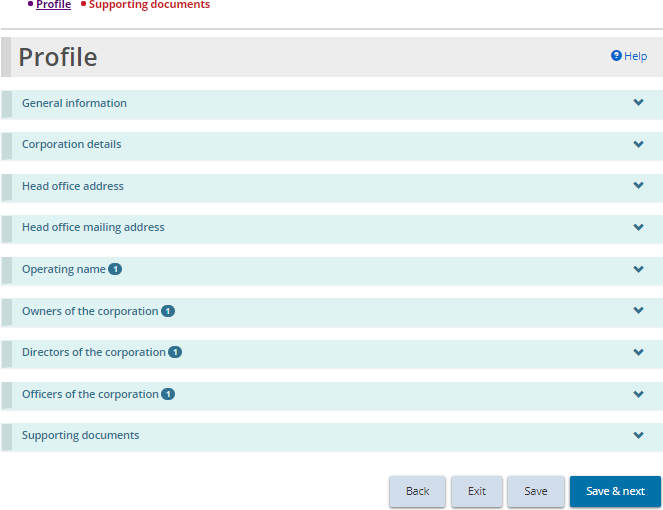 Profile Supporting documents
Profile
Help
General information
Corporation details
Head office address
Head office mailing address
Operating name 1
Owners of the corporation 1
Directors of the corporation 1
Officers of the corporation 1
Supporting documents
Back Exit Save Save & next